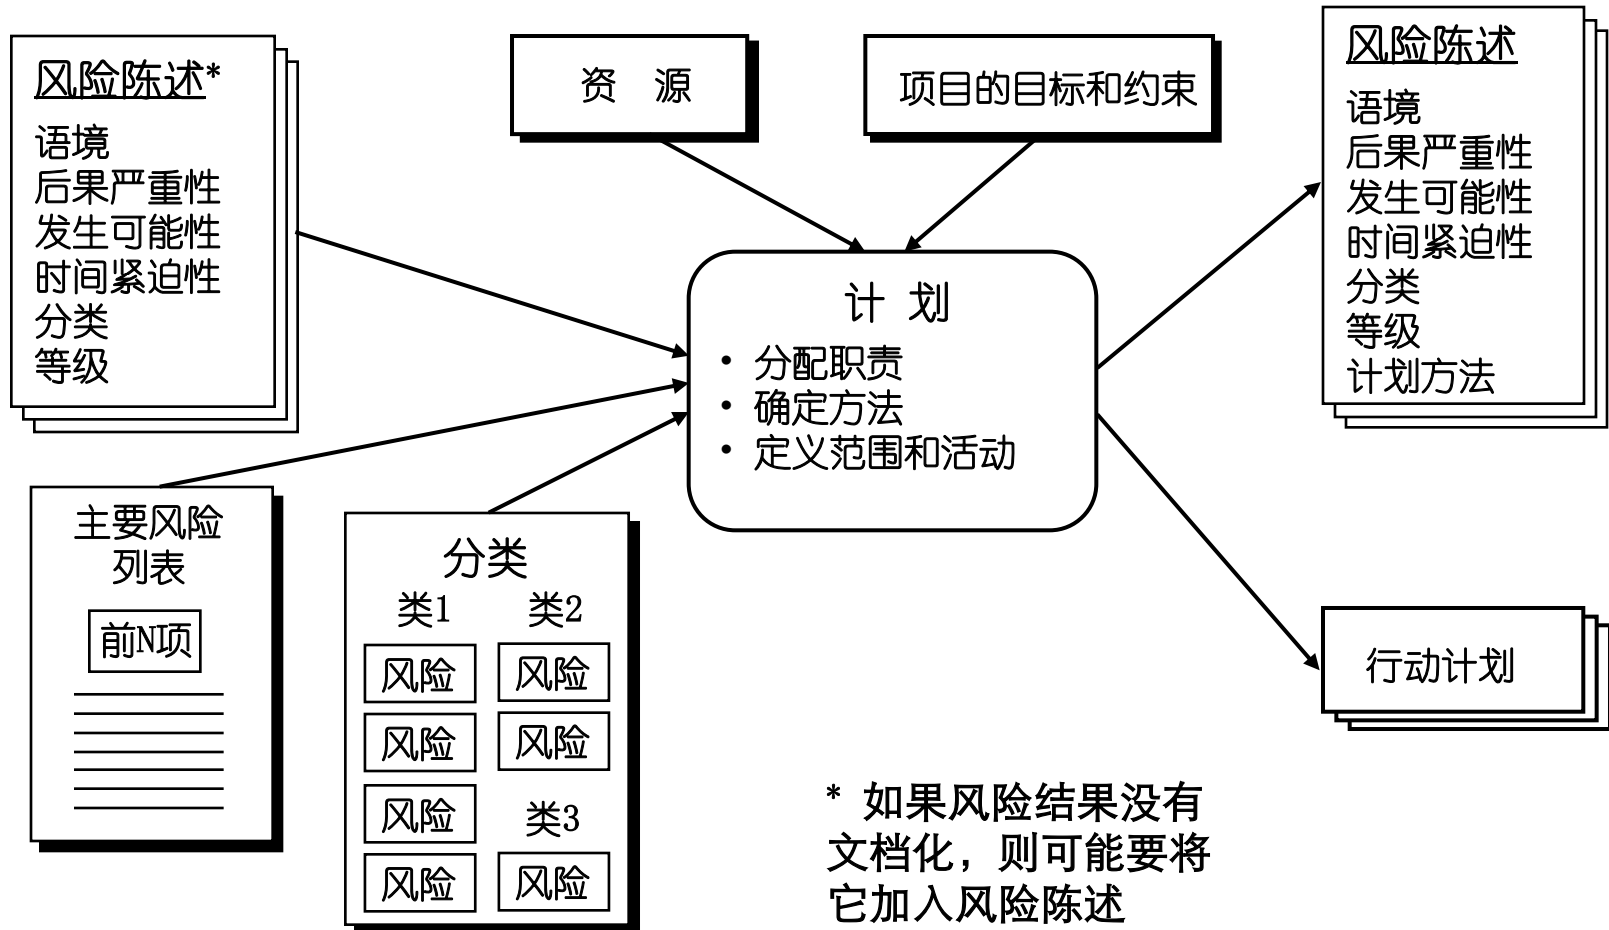 风险陈述*
语境
后果严重性
发生可能性
时间紧迫性
分类
等级
资 源
项目的目标和约束
风险陈述
语境
后果严重性
发生可能性
时间紧迫性
分类
等级
计划方法
计 划
• 分配职责
• 确定方法
• 定义范围和活动
主要风险
列表
前N项
分类
类1
风险
风险
风险
风险
类2
风险
风险
类3
风险
行动计划
* 如果风险结果没有
文档化，则可能要将
它加入风险陈述